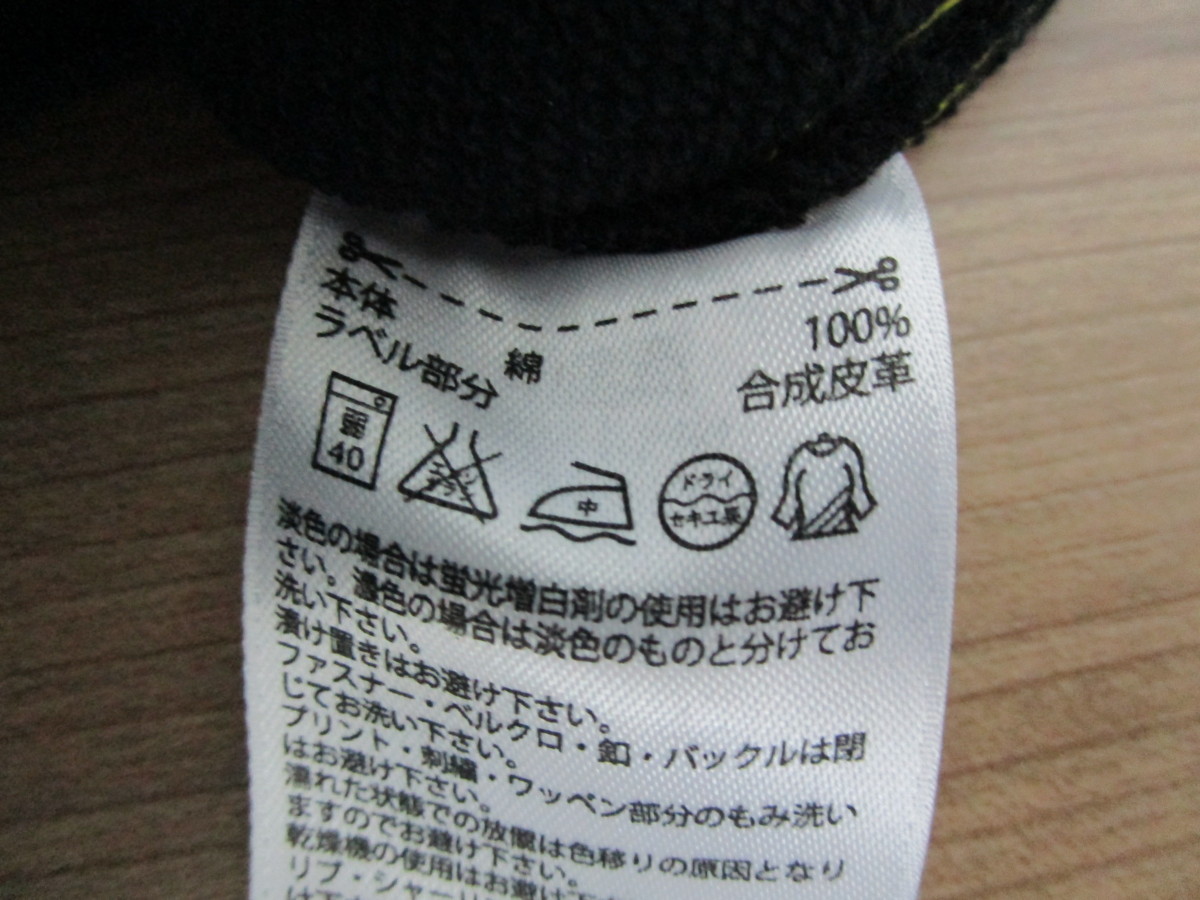 本体
綿 100%
ラベル部分 合成皮革
弱
40
中
ドライ
セキユ系
淡色の場合は蛍光増白剤の使用はお避け下
さい。濃色の場合は淡色のものと分けてお
洗い下さい。
漬け置きはお避け下さい。
ファスナー・ベルクロ・釦・バックルは閉
じてお洗い下さい。
プリント・刺繍・ワッペン部分のもみ洗い
はお避け下さい。
濡れた状態での放置は色移りの原因となり
ますのでお避け下さい。
乾燥機の使用はお避け下
リブ・シャーリ